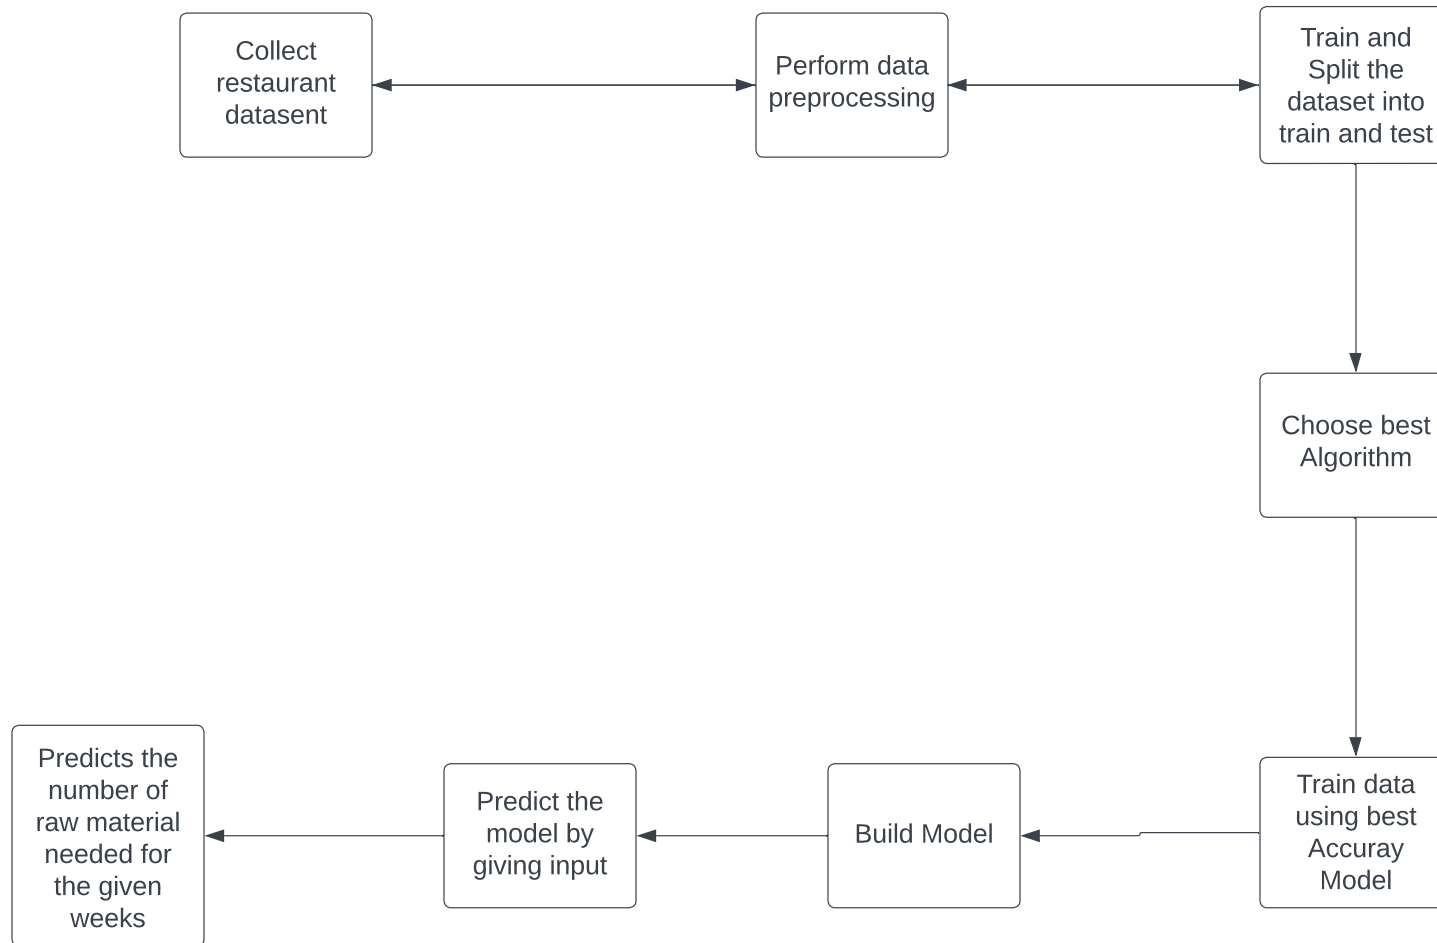 Collect
restaurant
datasent
Perform data
preprocessing
Train and
Split the
dataset into
train and test
Choose best
Algorithm
Train data
using best
Accuray
Model
Build Model
Predict the
model by
giving input
Predicts the
number of
raw material
needed for
the given
weeks